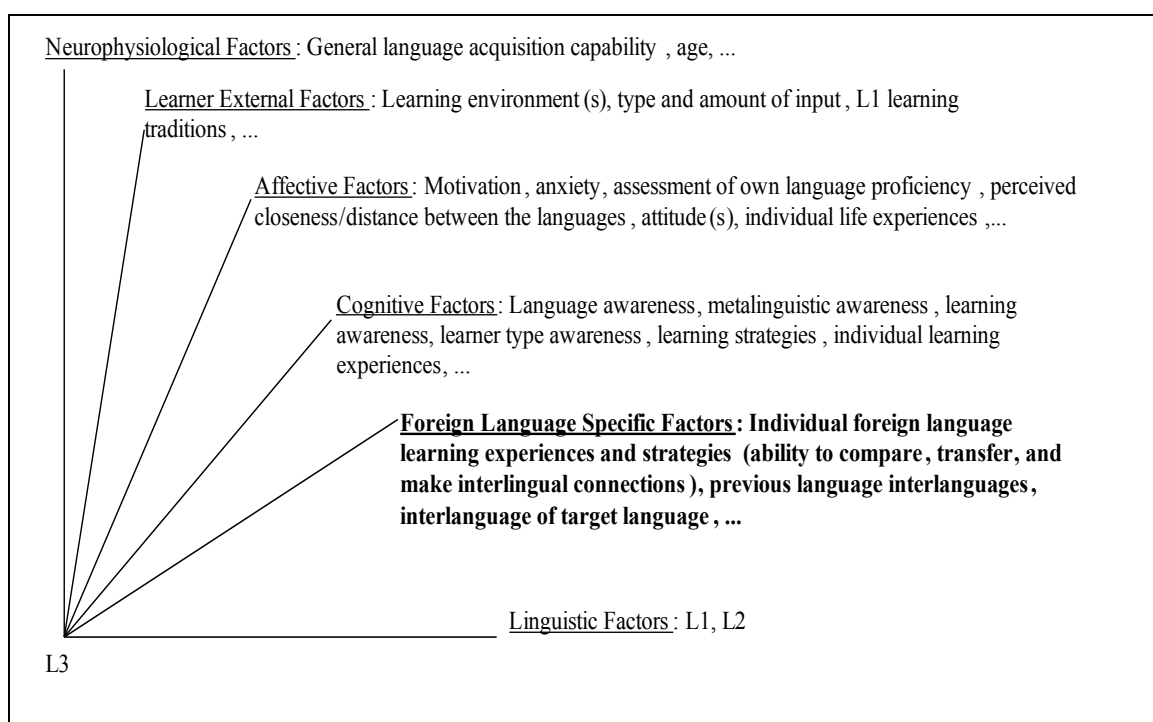 Neurophysiological Factors : General language acquisition capability , age, ...
Learner External Factors : Learning environment (s), type and amount of input , L1 learning
traditions , ...
Affective Factors: Motivation , anxiety, assessment of own language proficiency , perceived
closeness/distance between the languages , attitude (s), individual life experiences ,...
Cognitive Factors: Language awareness, metalinguistic awareness , learning
awareness, learner type awareness , learning strategies , individual learning
experiences, ...
Foreign Language Specific Factors: Individual foreign language
learning experiences and strategies (ability to compare, transfer, and
make interlingual connections ), previous language interlanguages,
interlanguage of target language , ...
Linguistic Factors : L1, L2
L3